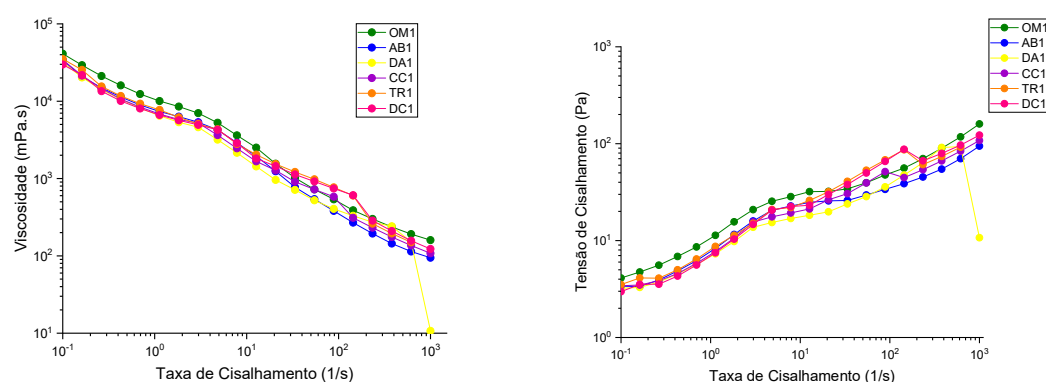 10^5
10^4
10^3
10^2
10^1
Viscosidade (mPa.s)
10^-1
10^0
10^1
10^2
10^3
Taxa de Cisalhamento (1/s)
OM1
AB1
DA1
CC1
TR1
DC1
10^3
10^2
10^1
10^0
Tensão de Cisalhamento (Pa)
10^-1
10^0
10^1
10^2
10^3
Taxa de Cisalhamento (1/s)
OM1
AB1
DA1
CC1
TR1
DC1